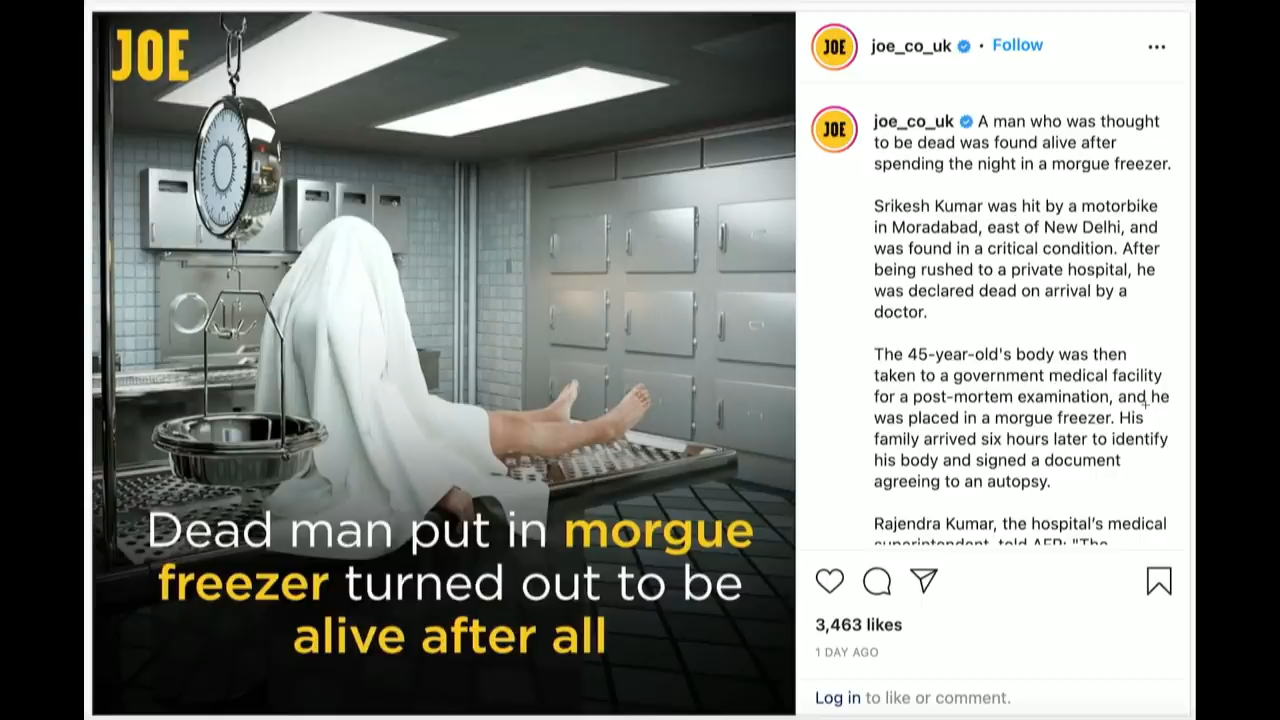 JOE
Dead man put in morgue
freezer turned out to be
alive after all
JOE
joe_co_uk • Follow
JOE
joe_co_uk A man who was thought
to be dead was found alive after
spending the night in a morgue freezer.
Srikesh Kumar was hit by a motorbike
in Moradabad, east of New Delhi, and
was found in a critical condition. After
being rushed to a private hospital, he
was declared dead on arrival by a
doctor.
The 45-year-old's body was then
taken to a government medical facility
for a post-mortem examination, and he
was placed in a morgue freezer. His
family arrived six hours later to identify
his body and signed a document
agreeing to an autopsy.
Rajendra Kumar, the hospital's medical
superintendent, told AFP: "The
3,463 likes
1 DAY AGO
Log in to like or comment.